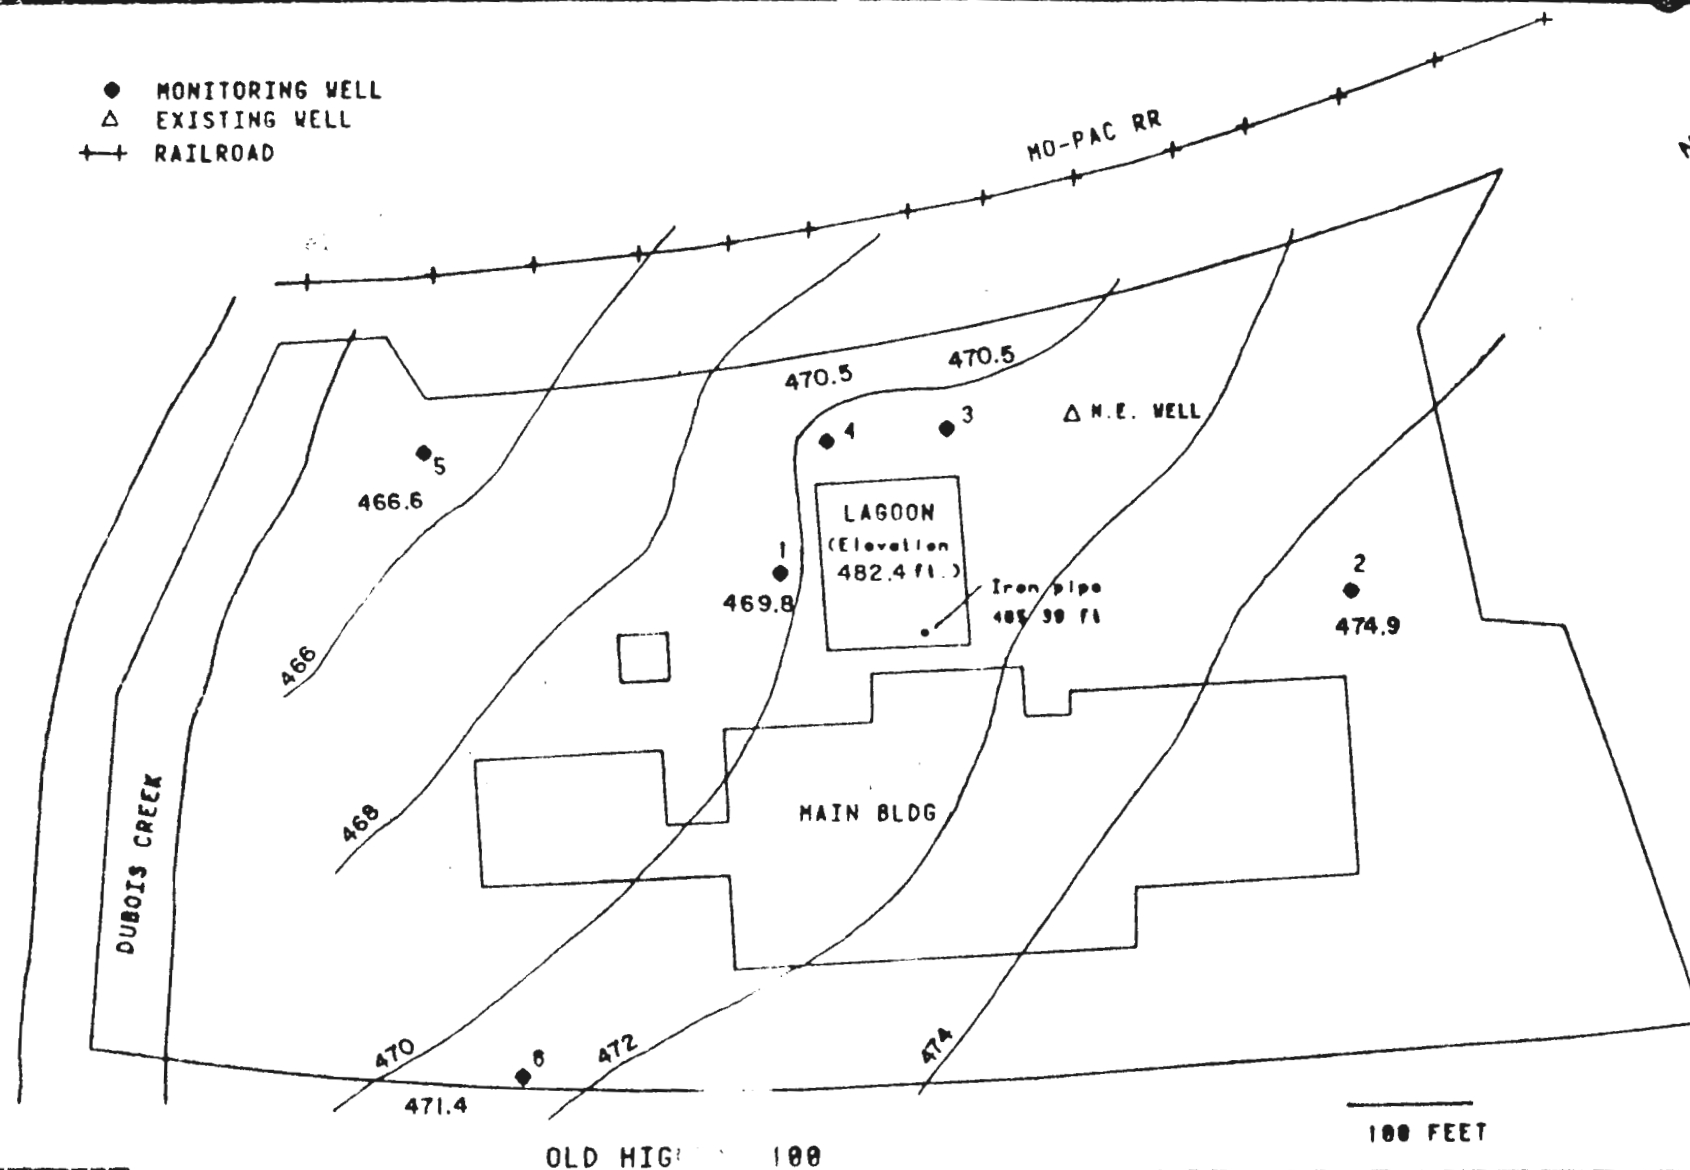 MONITORING WELL
EXISTING WELL
RAILROAD
MO-PAC RR
470.5
470.5
N.E. WELL
3
4
5
466.6
LAGOON
(Elevation
482.4 ft.)
1
469.8
Iron pipe
ft
2
474.9
466
468
MAIN BLDG
DUBOIS CREEK
470
6
472
474
471.4
100 FEET
OLD HIG 100